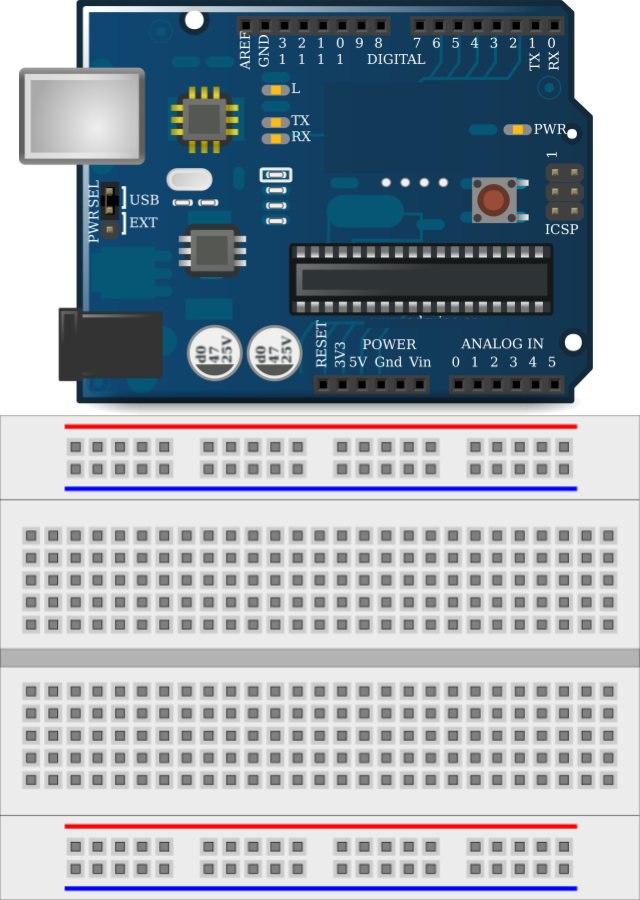 AREF
GND
13
12
11
10
9
8
DIGITAL
7
6
5
4
3
2
TX 1
RX 0
L
TX
RX
PWR
1
ICSP
PWR SEL
USB
EXT
d0
47
25V
d0
47
25V
RESET
3V3
POWER
5V Gnd Vin
ANALOG IN
0 1 2 3 4 5